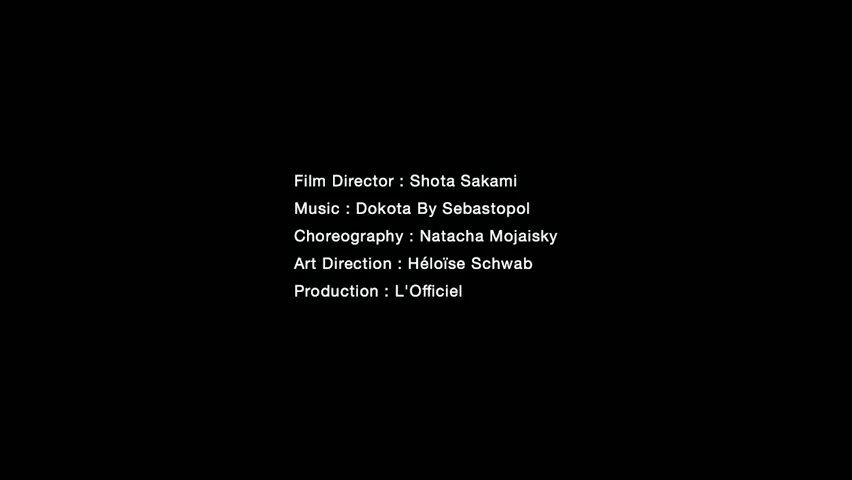 Film Director : Shota Sakami
Music : Dokota By Sebastopol
Choreography : Natacha Mojaisky
Art Direction : Héloïse Schwab
Production : L'Officiel